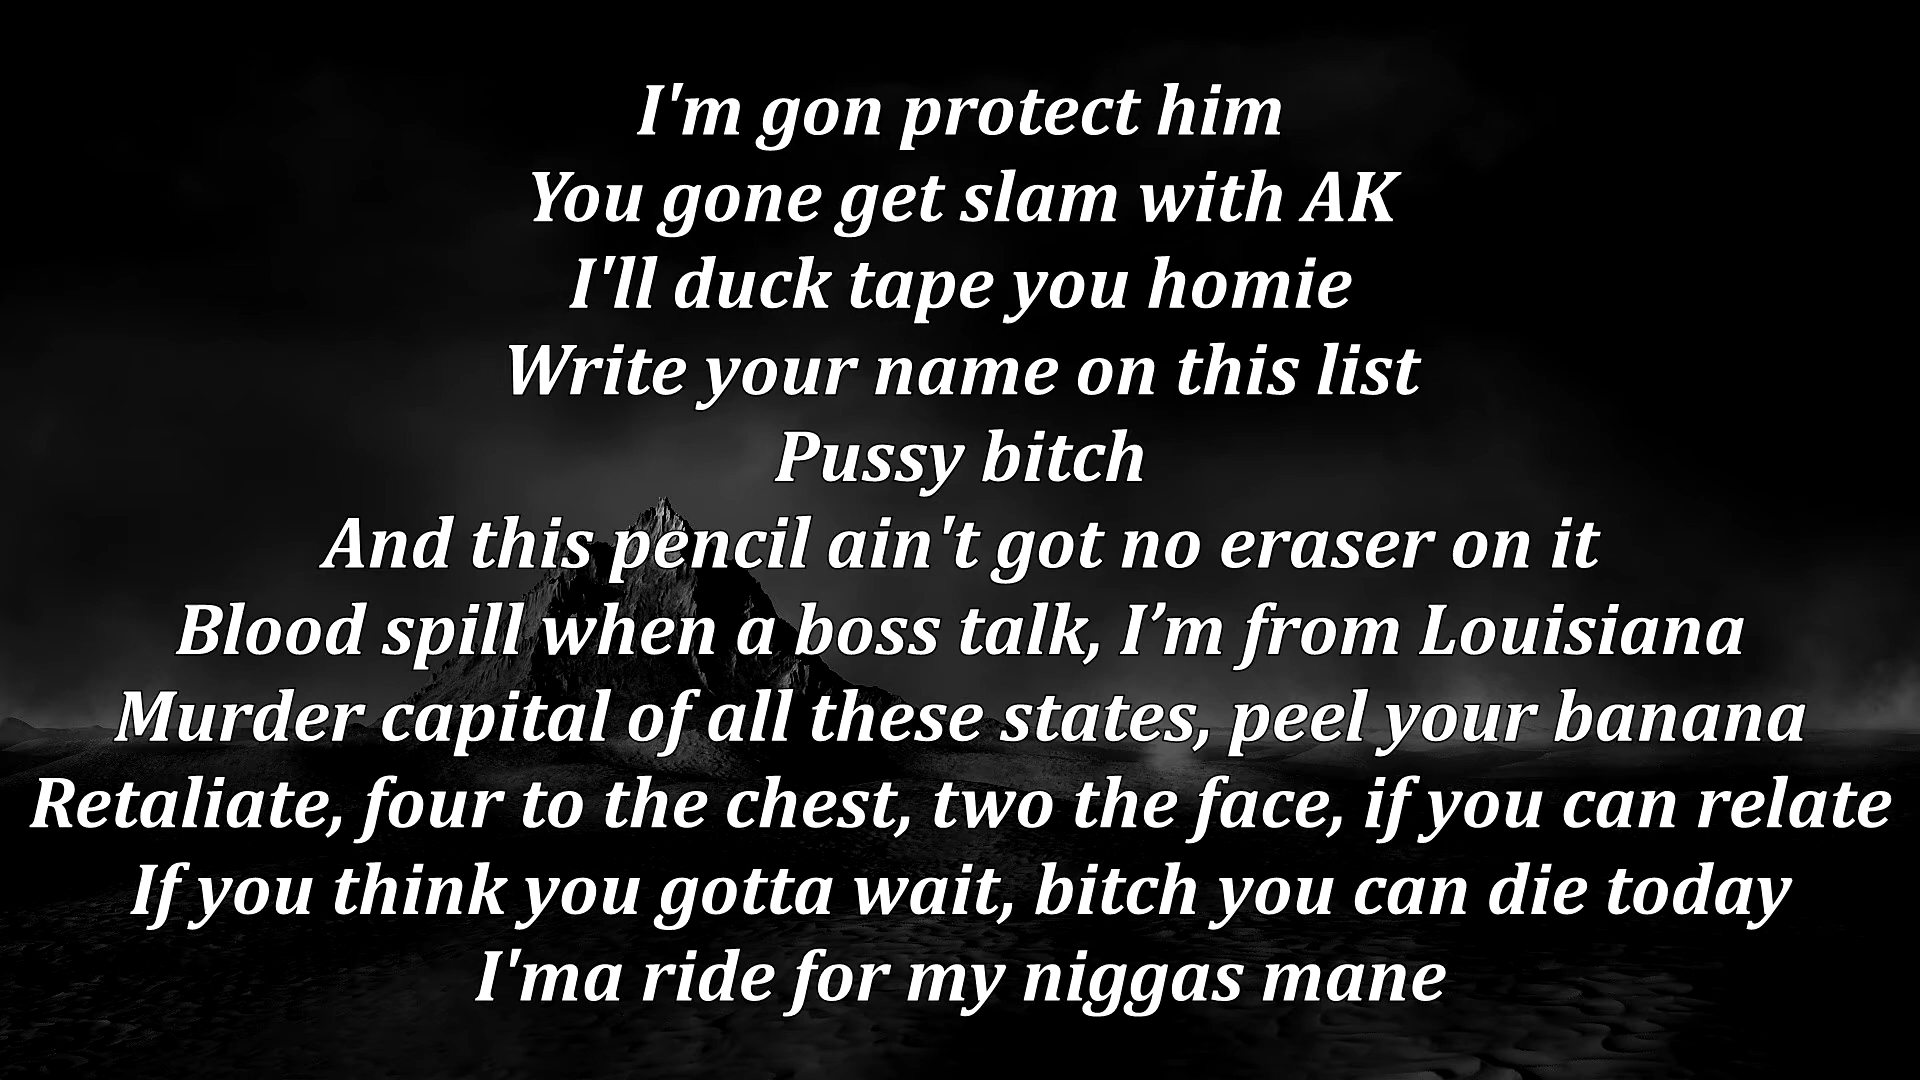 I'm gon protect him
You gone get slam with AK
I'll duck tape you homie
Write your name on this list
Pussy bitch
And this pencil ain't got no eraser on it
Blood spill when a boss talk, I’m from Louisiana
Murder capital of all these states, peel your banana
Retaliate, four to the chest, two the face, if you can relate
If you think you gotta wait, bitch you can die today
I'ma ride for my niggas mane